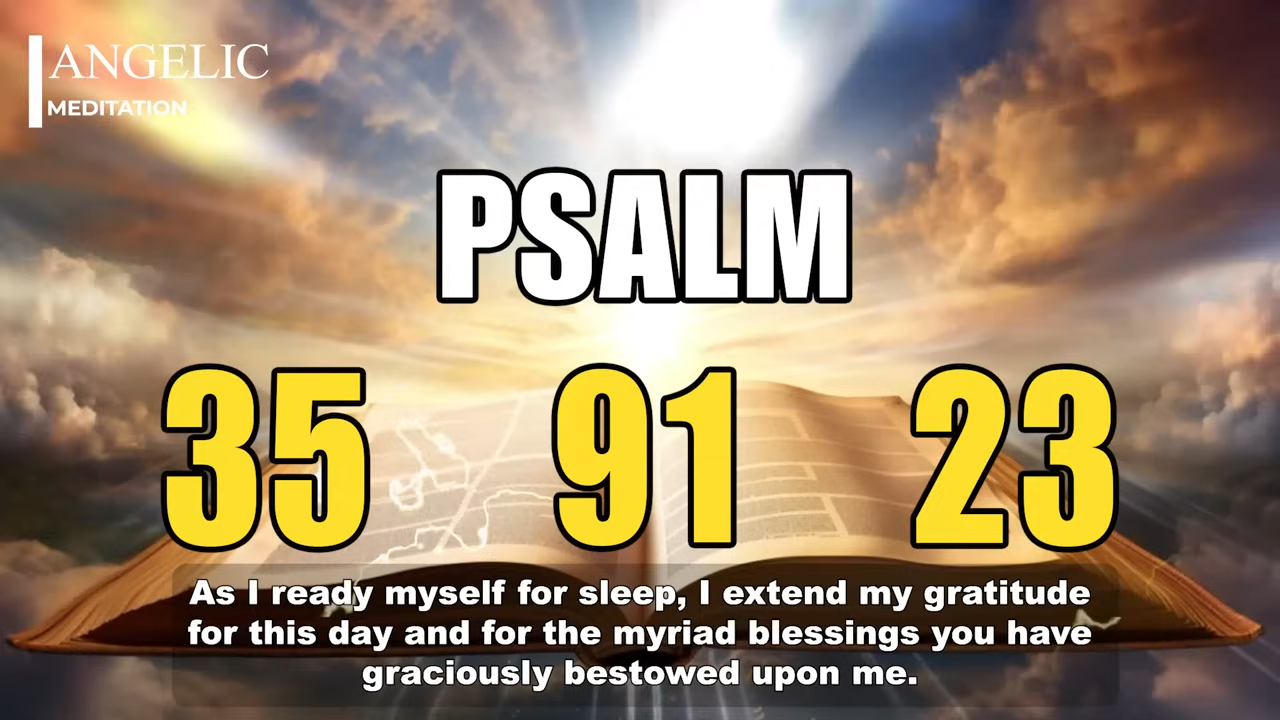 ANGELIC
MEDITATION
PSALM
35 91 23
As I ready myself for sleep, I extend my gratitude
for this day and for the myriad blessings you have
graciously bestowed upon me.